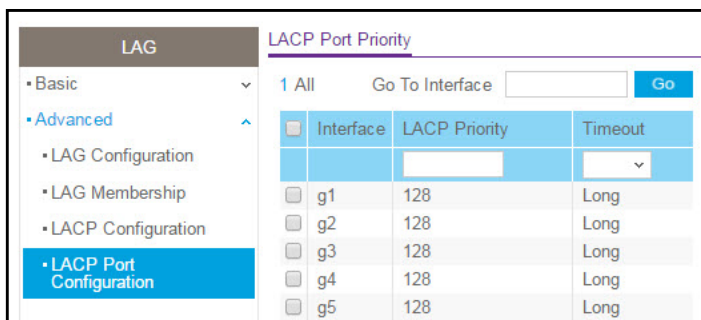 LAG
Basic
Advanced
LAG Configuration
LAG Membership
LACP Configuration
LACP Port
Configuration
LACP Port Priority
1 All Go To Interface Go
Interface LACP Priority Timeout
g1 128 Long
g2 128 Long
g3 128 Long
g4 128 Long
g5 128 Long